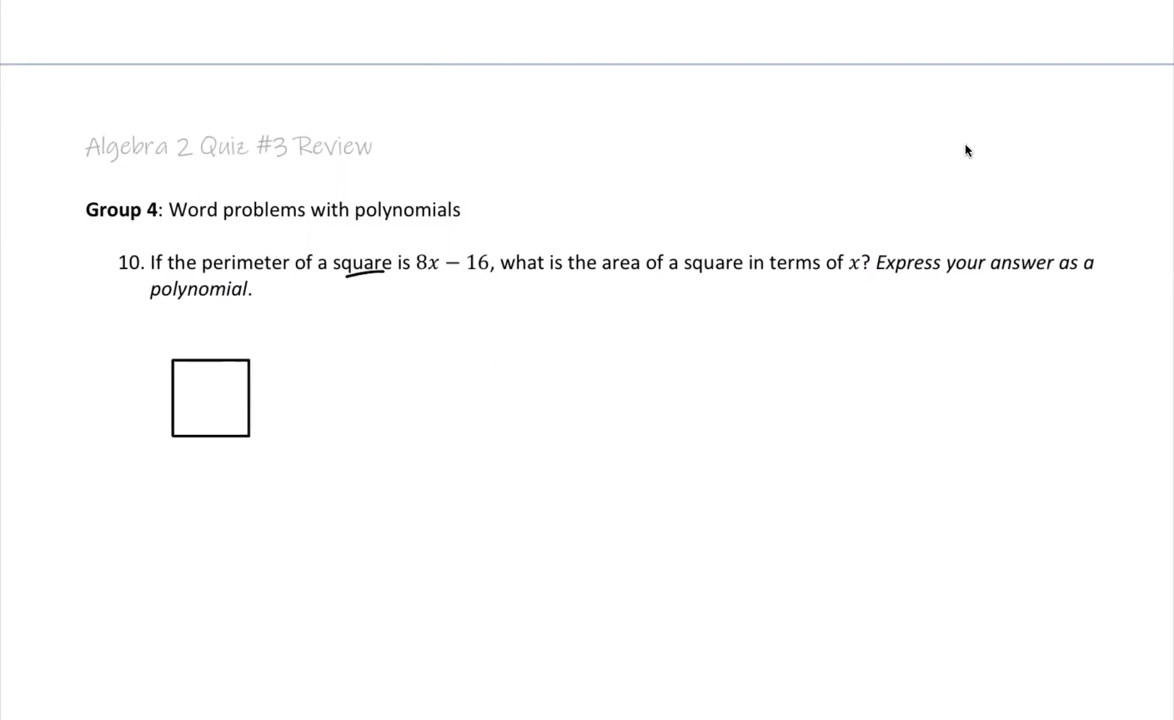 Algebra 2 Quiz #3 Review
Group 4: Word problems with polynomials
10. If the perimeter of a square is 8x − 16, what is the area of a square in terms of x? Express your answer as a
polynomial.